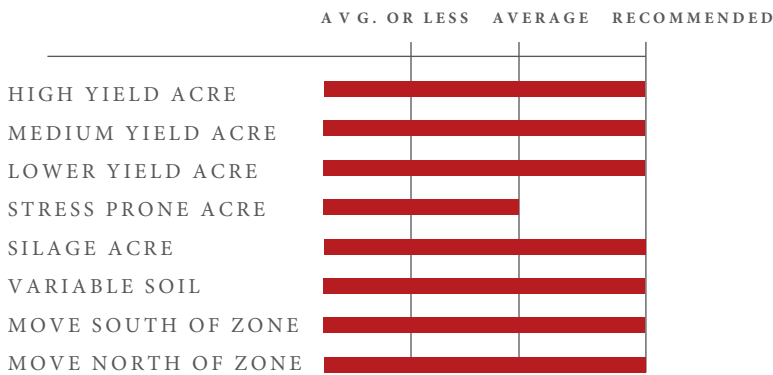 AVG. OR LESS AVERAGE RECOMMENDED
HIGH YIELD ACRE
MEDIUM YIELD ACRE
LOWER YIELD ACRE
STRESS PRONE ACRE
SILAGE ACRE
VARIABLE SOIL
MOVE SOUTH OF ZONE
MOVE NORTH OF ZONE